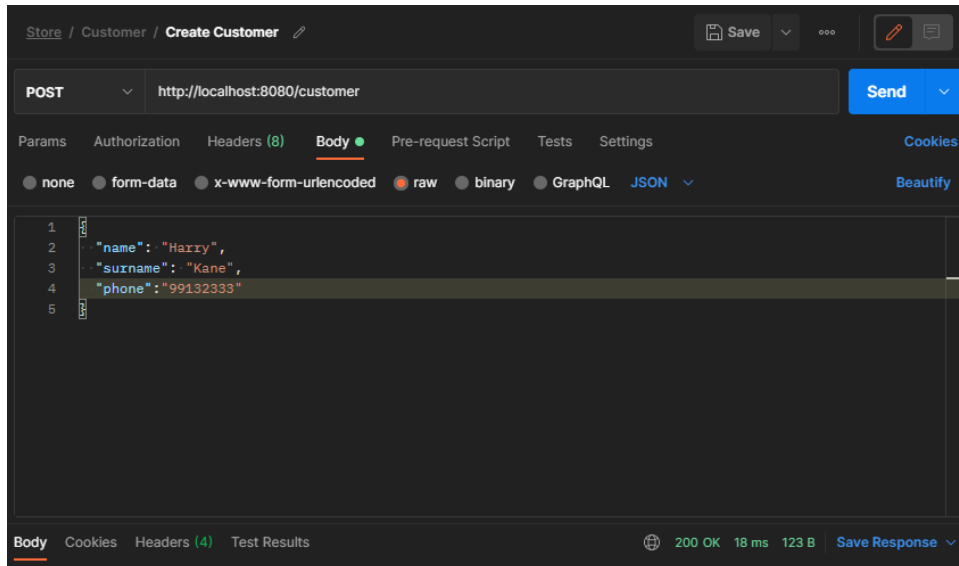 Store / Customer / Create Customer Save ooo
POST http://localhost:8080/customer Send
Params Authorization Headers (8) Body Pre-request Script Tests Settings Cookies
none form-data x-www-form-urlencoded raw binary GraphQL JSON Beautify
1 {
2 "name": "Harry",
3 "surname": "Kane",
4 "phone":"99132333"
5 }
Body Cookies Headers (4) Test Results 200 OK 18 ms 123 B Save Response